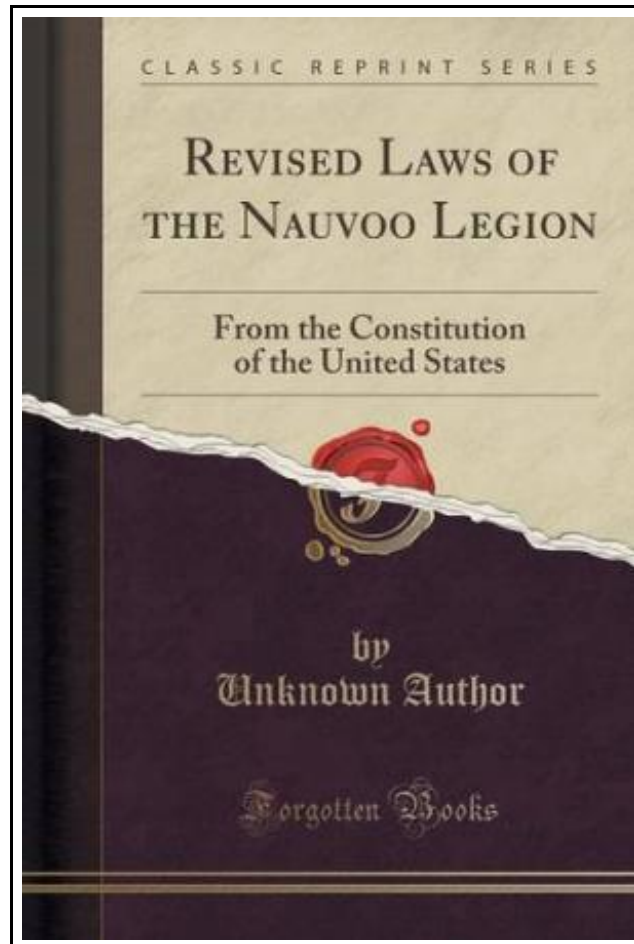 CLASSIC REPRINT SERIES
REVISED LAWS OF
THE NAUVOO LEGION
From the Constitution
of the United States
by
Unknown Author
Forgotten Books